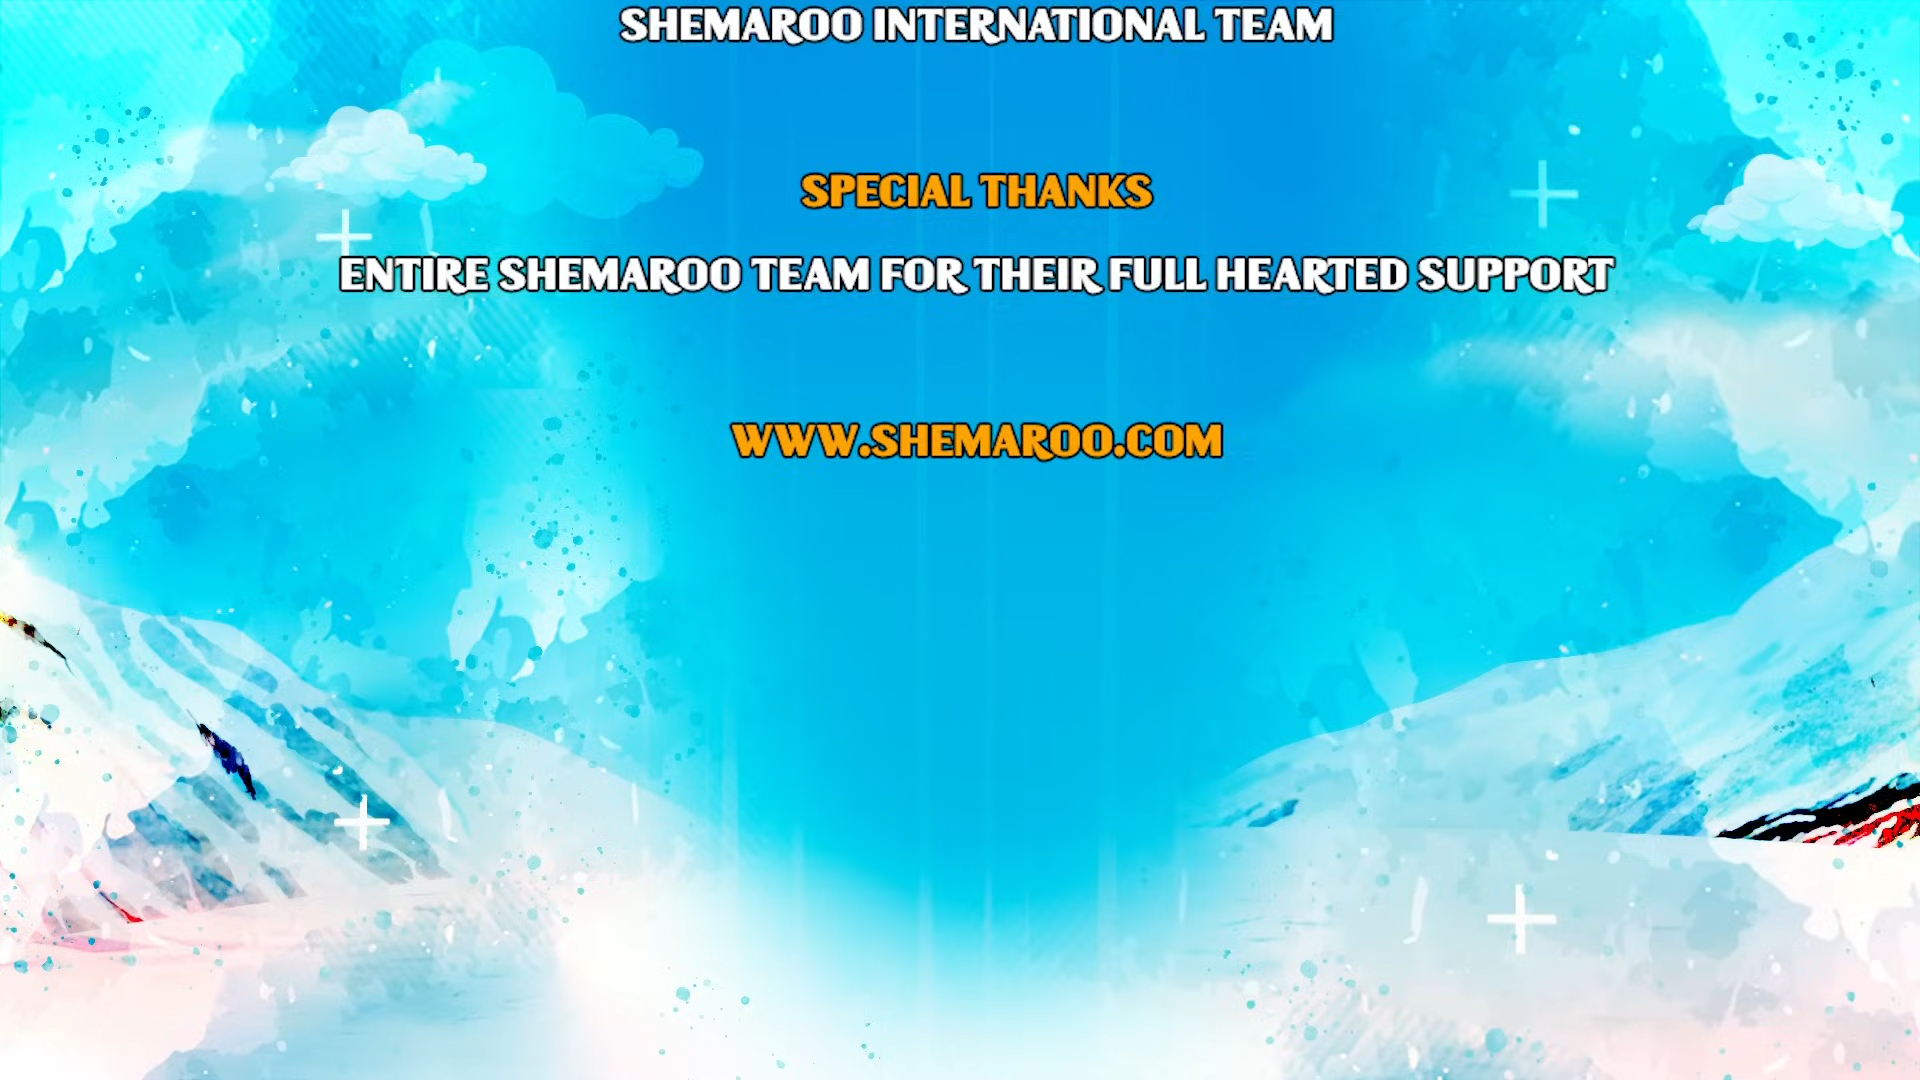 SHEMAROO INTERNATIONAL TEAM
SPECIAL THANKS
ENTIRE SHEMAROO TEAM FOR THEIR FULL HEARTED SUPPORT
WWW.SHEMAROO.COM